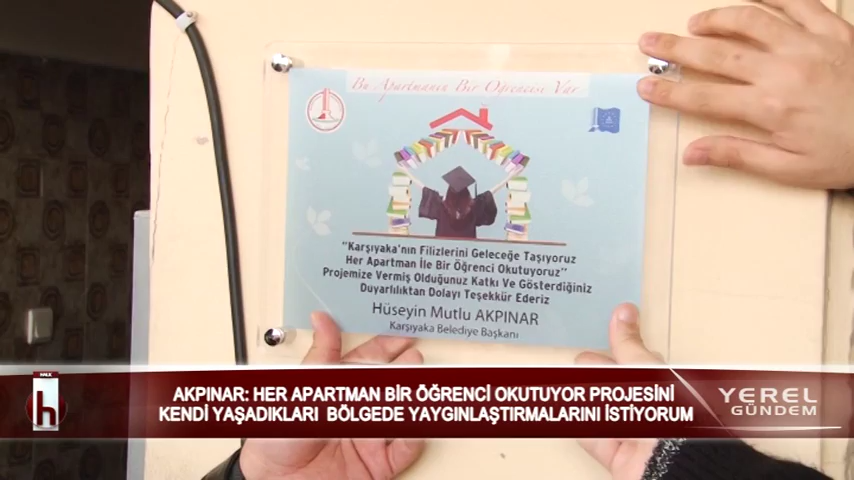 Bu Apartmanın Bir Öğrencisi Var
"Karşıyaka'nın Filizlerini Geleceğe Taşıyoruz
Her Apartman İle Bir Öğrenci Okutuyoruz"
Projemize Vermiş Olduğunuz Katkı Ve Gösterdiğiniz
Duyarlılıktan Dolayı Teşekkür Ederiz
Hüseyin Mutlu AKPINAR
Karşıyaka Belediye Başkanı
HALK
h
AKPINAR: HER APARTMAN BİR ÖĞRENCİ OKUTUYOR PROJESİNİ
KENDİ YAŞADIKLARI BÖLGEDE YAYGINLAŞTIRMALARINI İSTİYORUM
YEREL
GÜNDEM